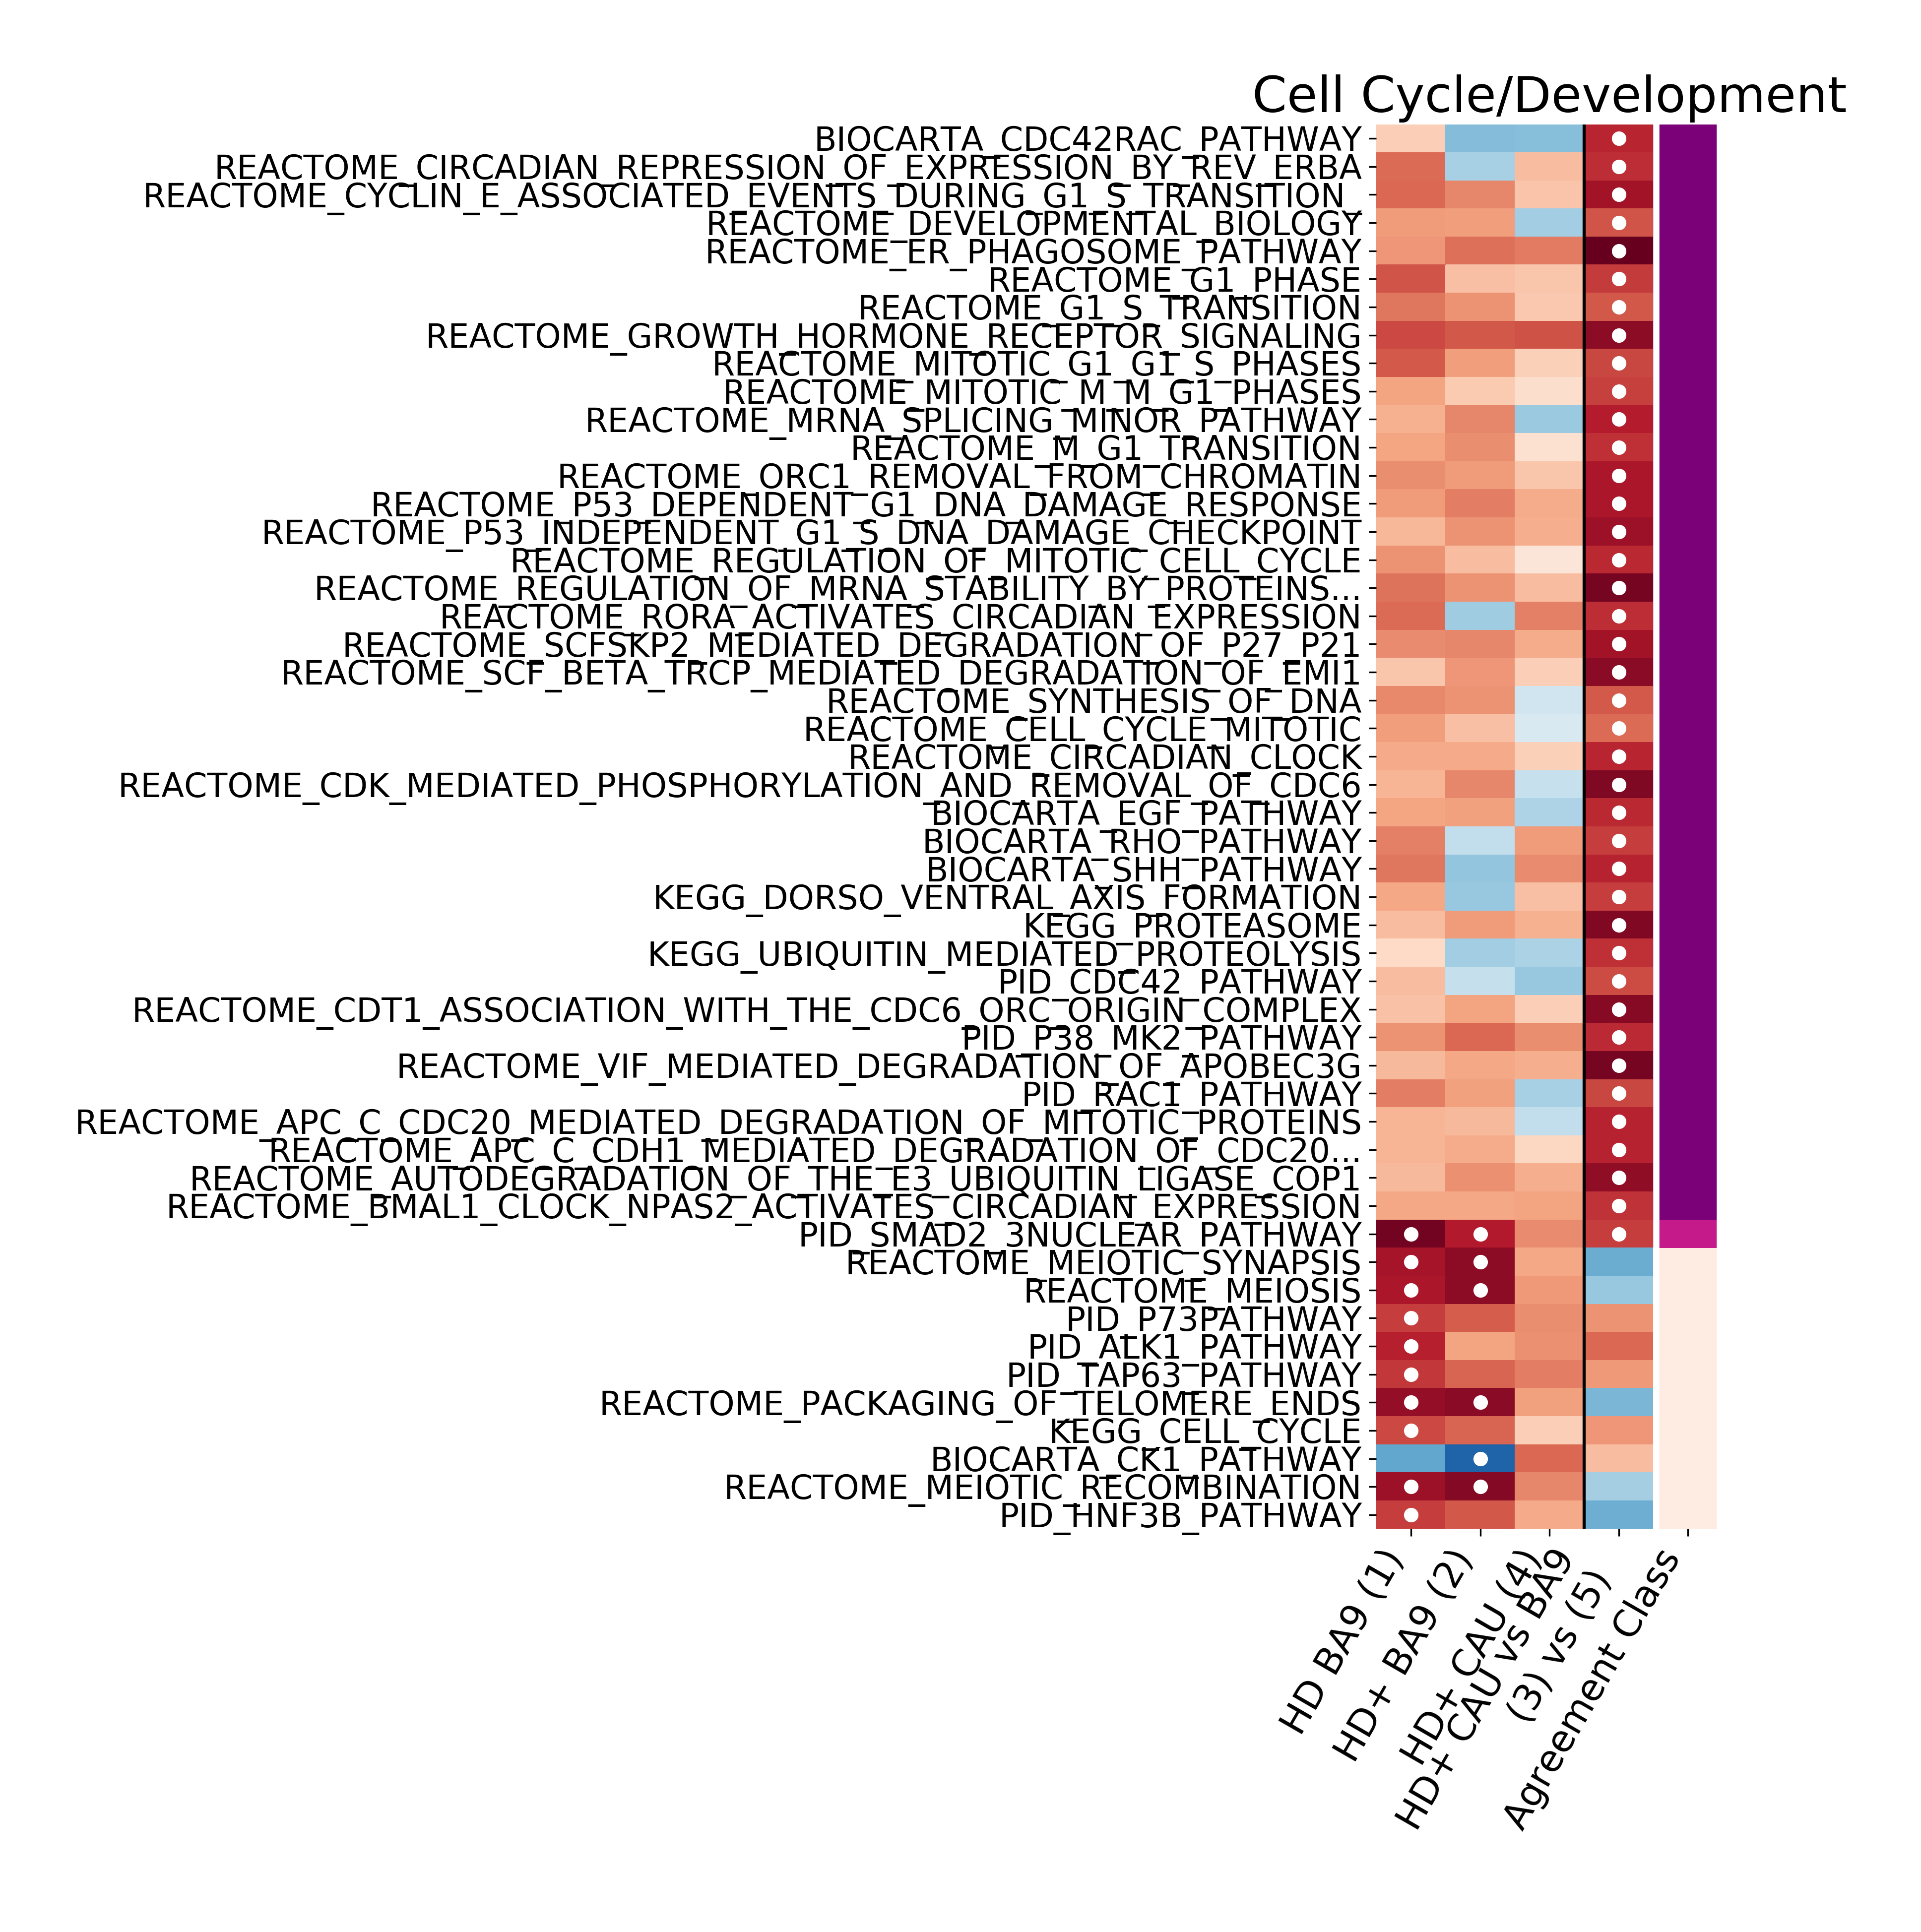 Cell Cycle/Development
BIOCARTA_CDC42RAC_PATHWAY
REACTOME_CIRCADIAN_REPRESSION_OF_EXPRESSION_BY_REV_ERBA
REACTOME_CYCLIN_E_ASSOCIATED_EVENTS_DURING_G1_S_TRANSITION_
REACTOME_DEVELOPMENTAL_BIOLOGY
REACTOME_ER_PHAGOSOME_PATHWAY
REACTOME_G1_PHASE
REACTOME_G1_S_TRANSITION
REACTOME_GROWTH_HORMONE_RECEPTOR_SIGNALING
REACTOME_MITOTIC_G1_G1_S_PHASES
REACTOME_MITOTIC_M_M_G1_PHASES
REACTOME_MRNA_SPLICING_MINOR_PATHWAY
REACTOME_M_G1_TRANSITION
REACTOME_ORC1_REMOVAL_FROM_CHROMATIN
REACTOME_P53_DEPENDENT_G1_DNA_DAMAGE_RESPONSE
REACTOME_P53_INDEPENDENT_G1_S_DNA_DAMAGE_CHECKPOINT
REACTOME_REGULATION_OF_MITOTIC_CELL_CYCLE
REACTOME_REGULATION_OF_MRNA_STABILITY_BY_PROTEINS...
REACTOME_RORA_ACTIVATES_CIRCADIAN_EXPRESSION
REACTOME_SCFSKP2_MEDIATED_DEGRADATION_OF_P27_P21
REACTOME_SCF_BETA_TRCP_MEDIATED_DEGRADATION_OF_EMI1
REACTOME_SYNTHESIS_OF_DNA
REACTOME_CELL_CYCLE_MITOTIC
REACTOME_CIRCADIAN_CLOCK
REACTOME_CDK_MEDIATED_PHOSPHORYLATION_AND_REMOVAL_OF_CDC6
BIOCARTA_EGF_PATHWAY
BIOCARTA_RHO_PATHWAY
BIOCARTA_SHH_PATHWAY
KEGG_DORSO_VENTRAL_AXIS_FORMATION
KEGG_PROTEASOME
KEGG_UBIQUITIN_MEDIATED_PROTEOLYSIS
PID_CDC42_PATHWAY
REACTOME_CDT1_ASSOCIATION_WITH_THE_CDC6_ORC_ORIGIN_COMPLEX
PID_P38_MK2_PATHWAY
REACTOME_VIF_MEDIATED_DEGRADATION_OF_APOBEC3G
PID_RAC1_PATHWAY
REACTOME_APC_C_CDC20_MEDIATED_DEGRADATION_OF_MITOTIC_PROTEINS
REACTOME_APC_C_CDH1_MEDIATED_DEGRADATION_OF_CDC20...
REACTOME_AUTODEGRADATION_OF_THE_E3_UBIQUITIN_LIGASE_COP1
REACTOME_BMAL1_CLOCK_NPAS2_ACTIVATES_CIRCADIAN_EXPRESSION
PID_SMAD2_3NUCLEAR_PATHWAY
REACTOME_MEIOTIC_SYNAPSIS
REACTOME_MEIOSIS
PID_P73PATHWAY
PID_ALK1_PATHWAY
PID_TAP63_PATHWAY
REACTOME_PACKAGING_OF_TELOMERE_ENDS
KEGG_CELL_CYCLE
BIOCARTA_CK1_PATHWAY
REACTOME_MEIOTIC_RECOMBINATION
PID_HNF3B_PATHWAY
HD BA9 (1)
HD+ BA9 (2)
HD+ CAU (4)
HD+ CAU vs BA9
(3) vs (5)
Agreement Class